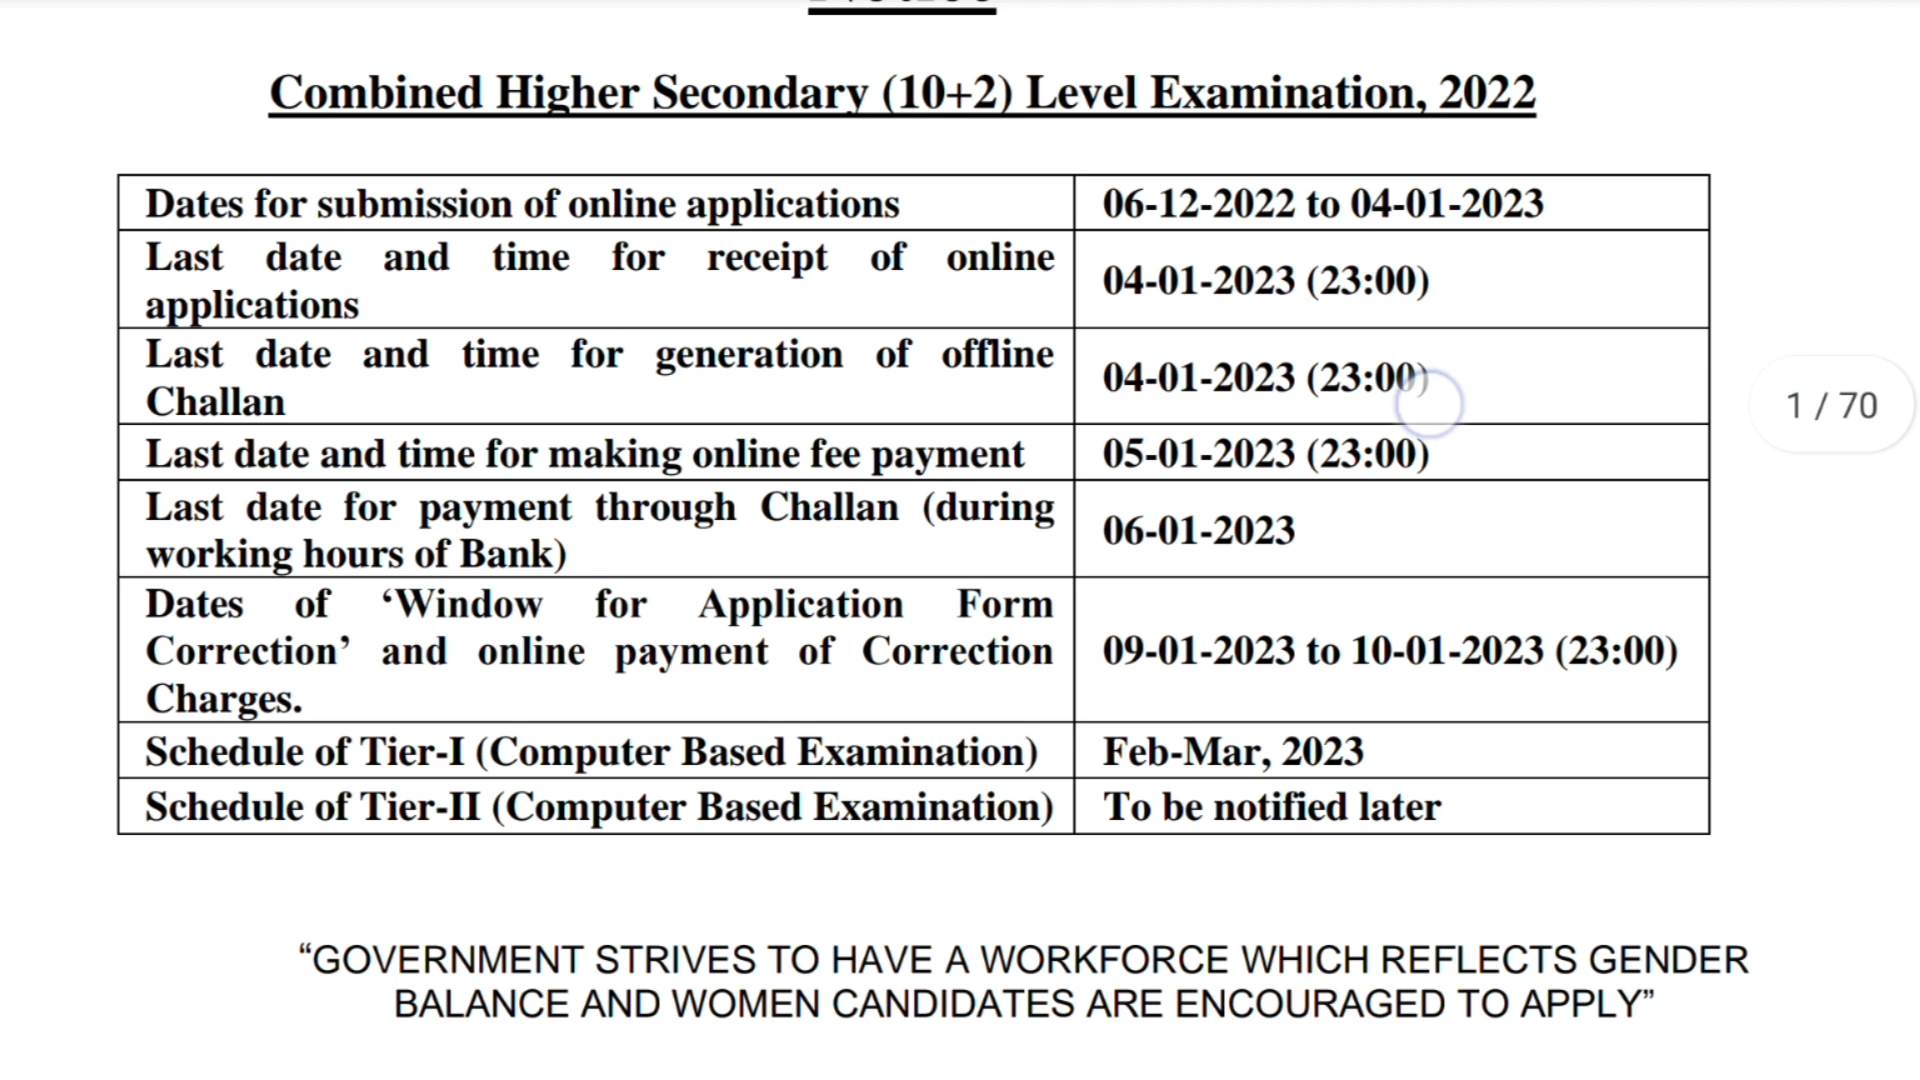 Combined Higher Secondary (10+2) Level Examination, 2022
Dates for submission of online applications
06-12-2022 to 04-01-2023
Last date and time for receipt of online
applications
04-01-2023 (23:00)
Last date and time for generation of offline
Challan
04-01-2023 (23:00)
Last date and time for making online fee payment
05-01-2023 (23:00)
Last date for payment through Challan (during
working hours of Bank)
06-01-2023
Dates of ‘Window for Application Form
Correction’ and online payment of Correction
Charges.
09-01-2023 to 10-01-2023 (23:00)
Schedule of Tier-I (Computer Based Examination)
Feb-Mar, 2023
Schedule of Tier-II (Computer Based Examination)
To be notified later
1 / 70
“GOVERNMENT STRIVES TO HAVE A WORKFORCE WHICH REFLECTS GENDER
BALANCE AND WOMEN CANDIDATES ARE ENCOURAGED TO APPLY”